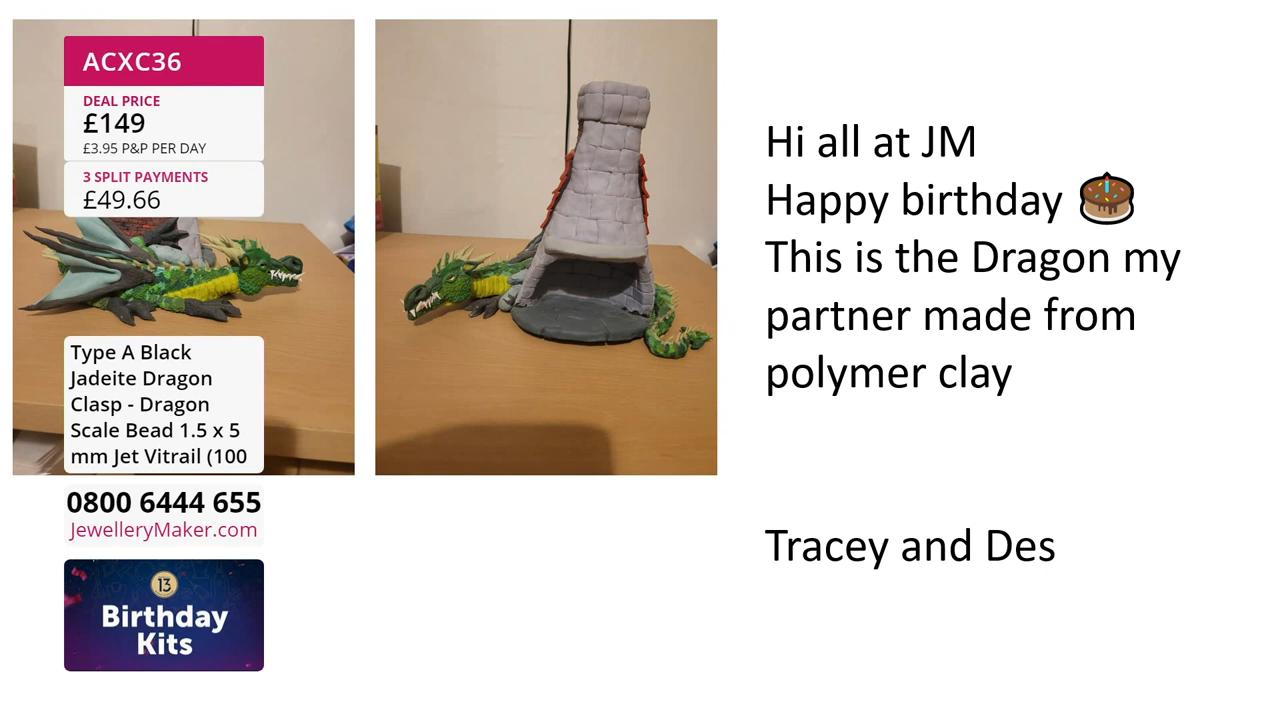 ACXC36
DEAL PRICE
£149
£3.95 P&P PER DAY
3 SPLIT PAYMENTS
£49.66
Type A Black
Jadeite Dragon
Clasp - Dragon
Scale Bead 1.5 x 5
mm Jet Vitrail (100
0800 6444 655
JewelleryMaker.com
13
Birthday
Kits
Hi all at JM
Happy birthday 🎂
This is the Dragon my
partner made from
polymer clay
Tracey and Des